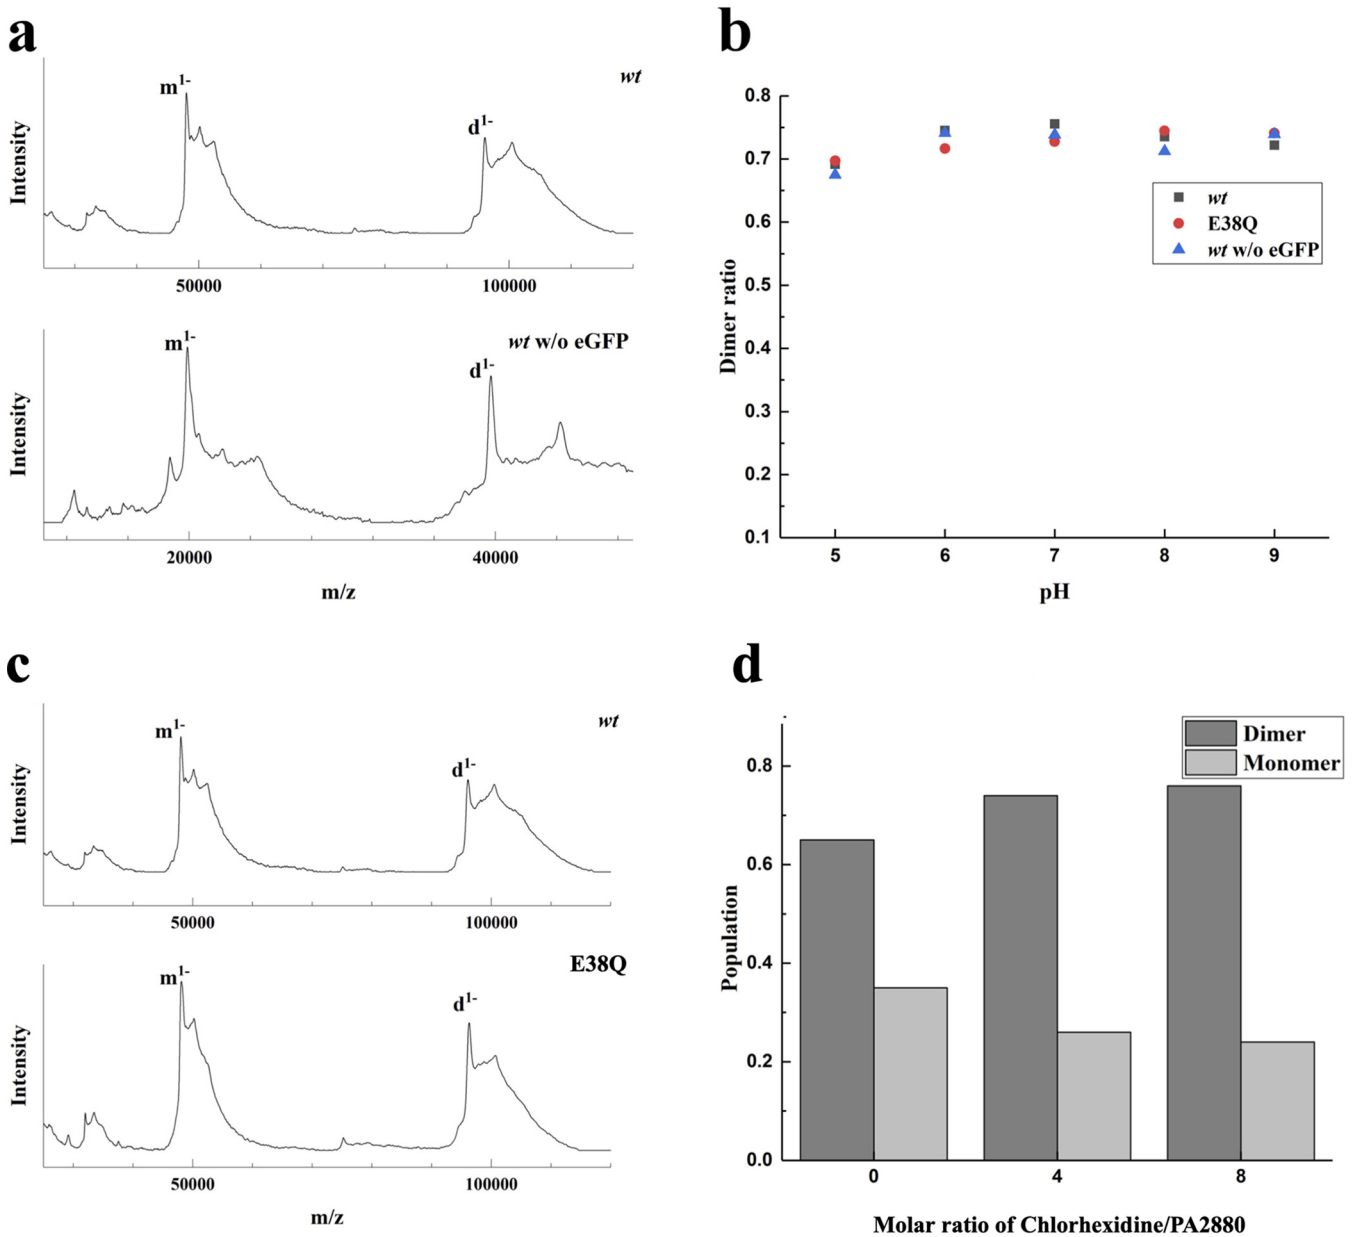 a
wt
m1-
d1-
Intensity
50000
100000
wt w/o eGFP
m1-
d1-
Intensity
20000
40000
m/z
b
0.8
0.7
0.6
0.5
0.4
0.3
0.2
0.1
Dimer ratio
wt
E38Q
wt w/o eGFP
5 6 7 8 9
pH
c
wt
m1-
d1-
Intensity
50000
100000
E38Q
m1-
d1-
Intensity
50000
100000
m/z
d
Dimer
Monomer
0.8
0.6
0.4
0.2
0.0
Population
0 4 8
Molar ratio of Chlorhexidine/PA2880